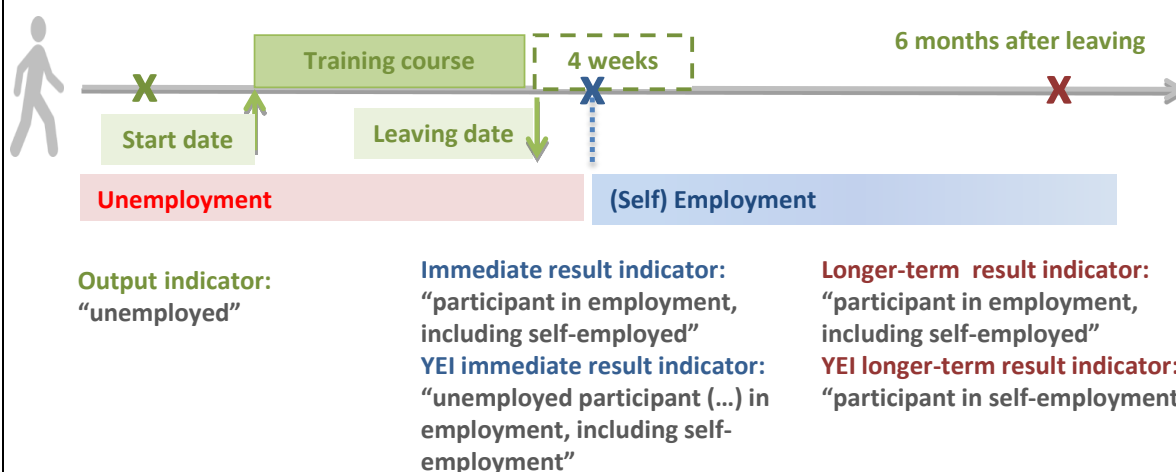 6 months after leaving
Training course
4 weeks
X
X
X
Start date
Leaving date
Unemployment
(Self) Employment
Output indicator:
“unemployed”
Immediate result indicator:
“participant in employment,
including self-employed”
YEI immediate result indicator:
“unemployed participant (…) in
employment, including self-
employment”
Longer-term result indicator:
“participant in employment,
including self-employed”
YEI longer-term result indicator:
“participant in self-employment